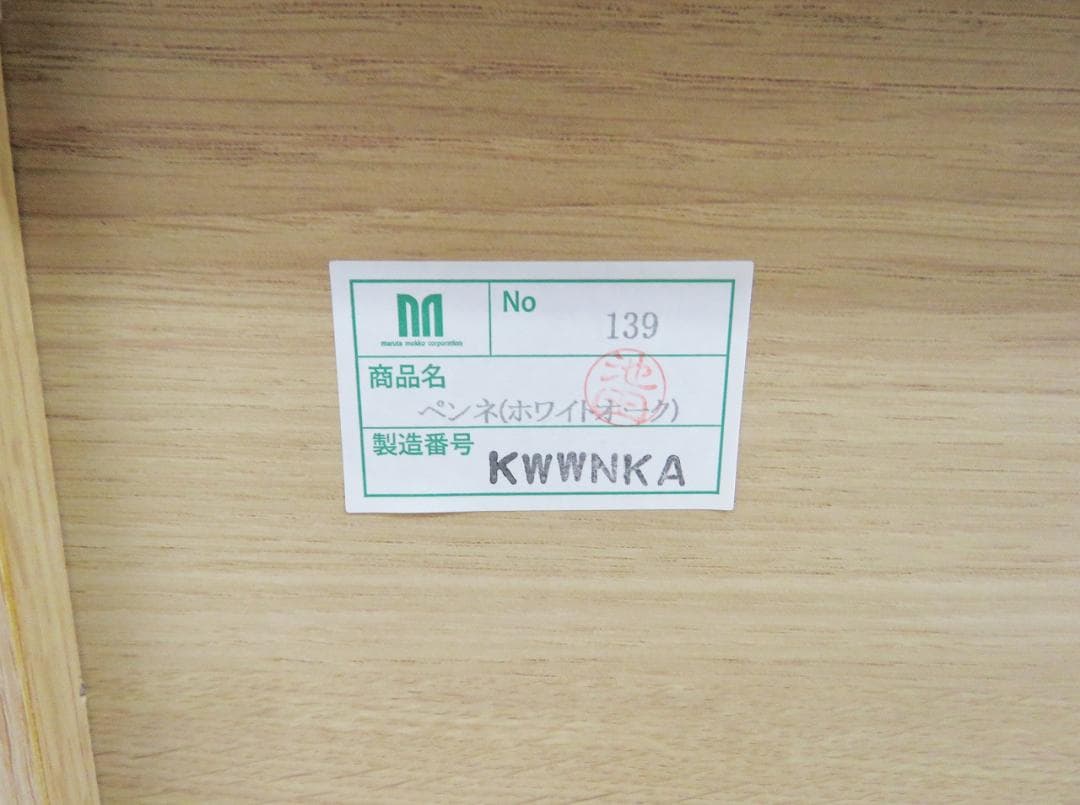 maruta mokko corporation
No
139
商品名
ペンネ(ホワイトオーク)
製造番号
KWWNKA